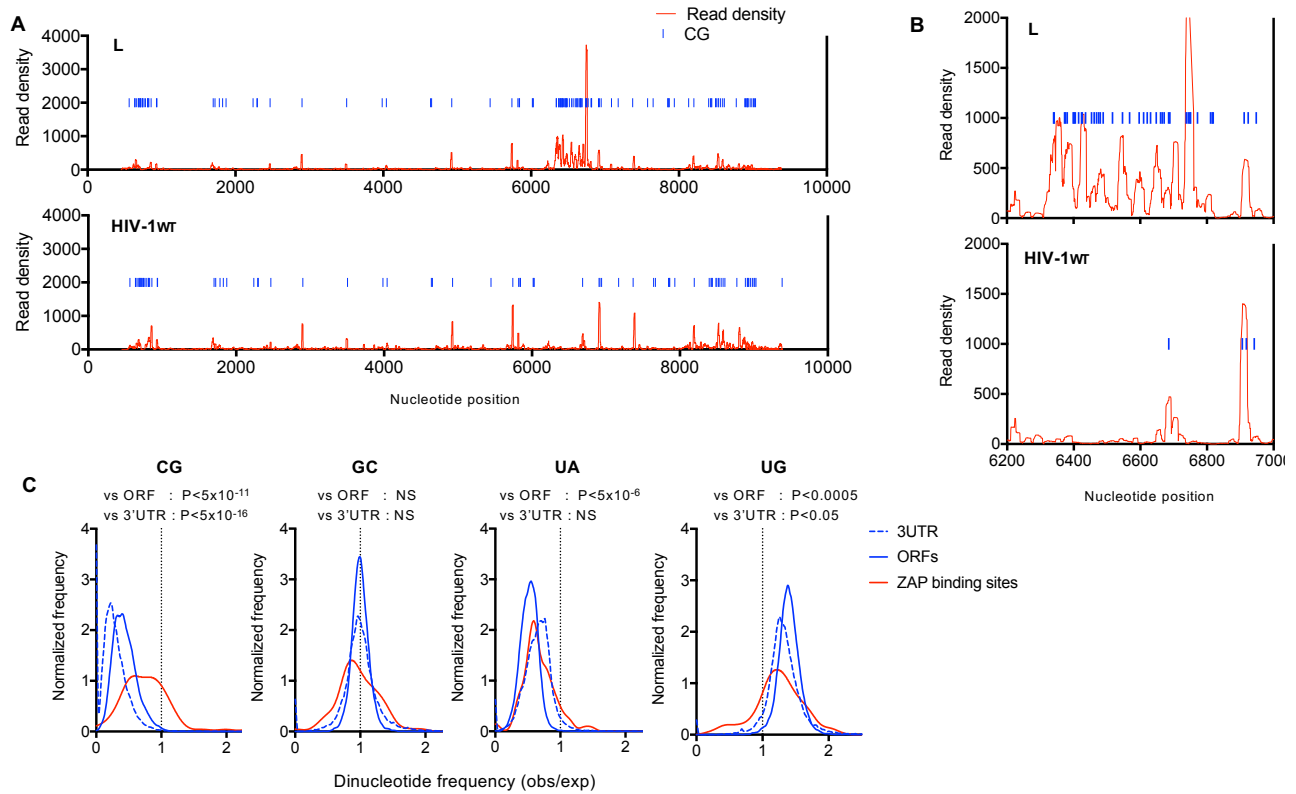 A
Read density
CG
L
Read density
4000
3000
2000
1000
0
0
2000
4000
6000
8000
10000
HIV-1WT
Read density
4000
3000
2000
1000
0
0
2000
4000
6000
8000
10000
Nucleotide position
B
L
Read density
2000
1500
1000
500
0
6200
6400
6600
6800
7000
HIV-1WT
Read density
2000
1500
1000
500
0
6200
6400
6600
6800
7000
Nucleotide position
C
CG
vs ORF : P<5x10-11
vs 3'UTR : P<5x10-16
Normalized frequency
4
3
2
1
0
0
1
2
GC
vs ORF : NS
vs 3'UTR : NS
Normalized frequency
4
3
2
1
0
0
1
2
UA
vs ORF : P<5x10-6
vs 3'UTR : NS
Normalized frequency
4
3
2
1
0
0
1
2
UG
vs ORF : P<0.0005
vs 3'UTR : P<0.05
Normalized frequency
4
3
2
1
0
0
1
2
3UTR
ORFs
ZAP binding sites
Dinucleotide frequency (obs/exp)